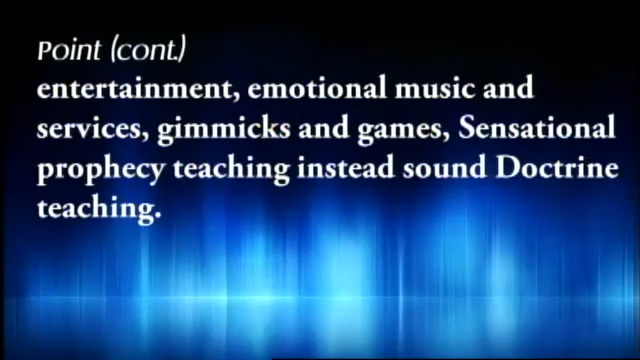 Point (cont.)
entertainment, emotional music and
services, gimmicks and games, Sensational
prophecy teaching instead sound Doctrine
teaching.